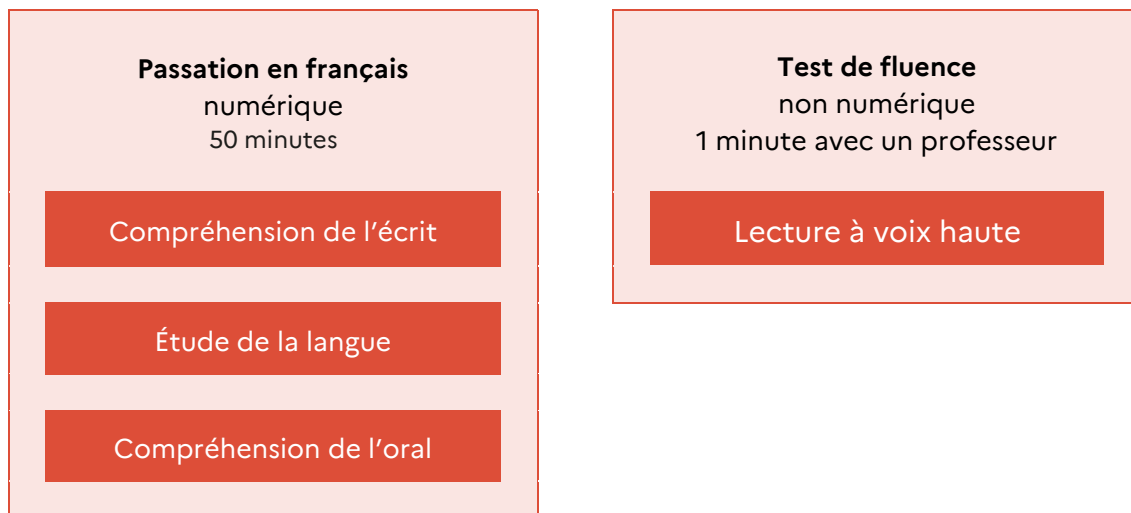 Passation en français
numérique
50 minutes
Compréhension de l’écrit
Étude de la langue
Compréhension de l’oral
Test de fluence
non numérique
1 minute avec un professeur
Lecture à voix haute